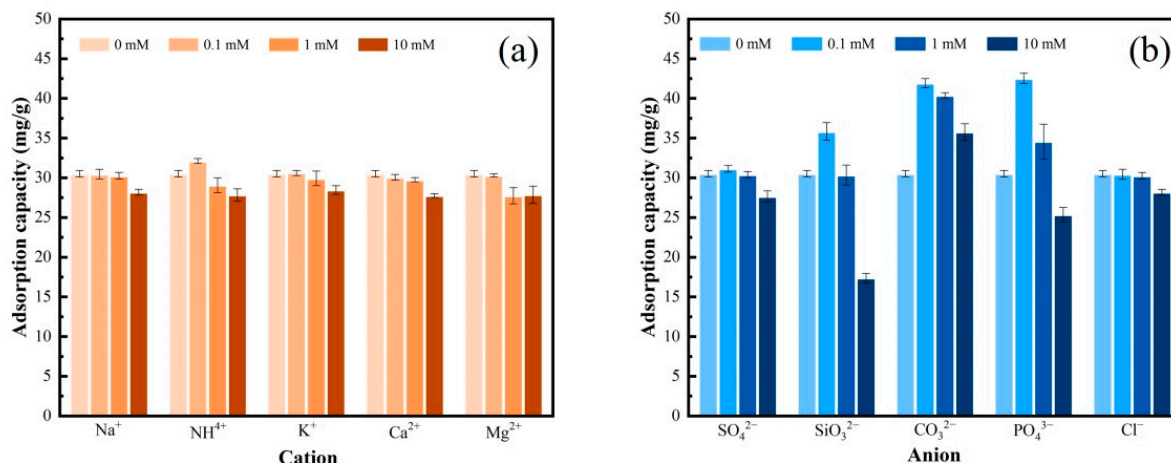 50
45
40
35
30
25
20
15
10
5
0
Adsorption capacity (mg/g)
0 mM 0.1 mM 1 mM 10 mM
(a)
Na⁺ NH⁴⁺ K⁺ Ca²⁺ Mg²⁺
Cation
50
45
40
35
30
25
20
15
10
5
0
Adsorption capacity (mg/g)
0 mM 0.1 mM 1 mM 10 mM
(b)
SO₄²⁻ SiO₃²⁻ CO₃²⁻ PO₄³⁻ Cl⁻
Anion